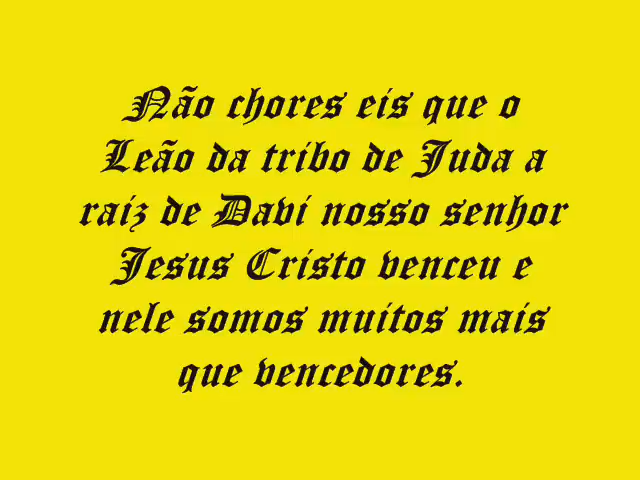 Não chores eis que o
Leão da tribo de Juda a
raiz de Davi nosso senhor
Jesus Cristo venceu e
nele somos muitos mais
que vencedores.